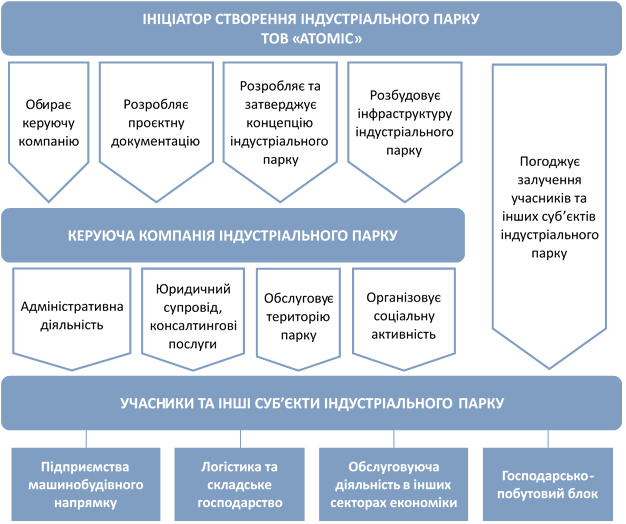 ІНІЦІАТОР СТВОРЕННЯ ІНДУСТРІАЛЬНОГО ПАРКУ
ТОВ «АТОМІС»
Обирає
керуючу
компанію
Розробляє
проєктну
документацію
Розробляє та
затверджує
концепцію
індустріального
парку
Розбудовує
інфраструктуру
індустріального
парку
Погоджує
залучення
учасників та
інших суб’єктів
індустріального
парку
КЕРУЮЧА КОМПАНІЯ ІНДУСТРІАЛЬНОГО ПАРКУ
Адміністративна
діяльність
Юридичний
супровід,
консалтингові
послуги
Обслуговує
територію
парку
Організовує
соціальну
активність
УЧАСНИКИ ТА ІНШІ СУБ’ЄКТИ ІНДУСТРІАЛЬНОГО ПАРКУ
Підприємства
машинобудівного
напрямку
Логістика та
складське
господарство
Обслуговуюча
діяльність в інших
секторах економіки
Господарсько-
побутовий блок